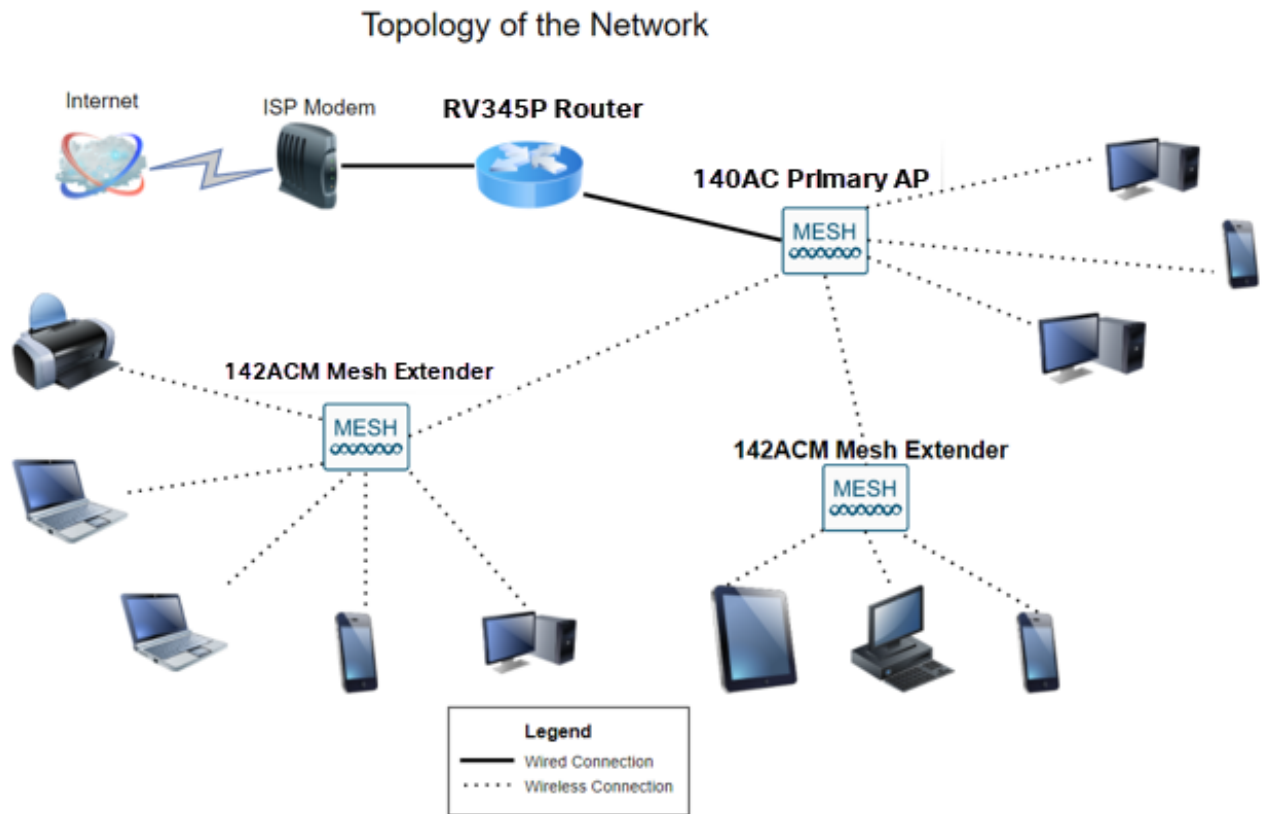 Topology of the Network
Internet
ISP Modem
RV345P Router
140AC PrImary AP
MESH
142ACM Mesh Extender
MESH
142ACM Mesh Extender
MESH
Legend
Wired Connection
Wireless Connection